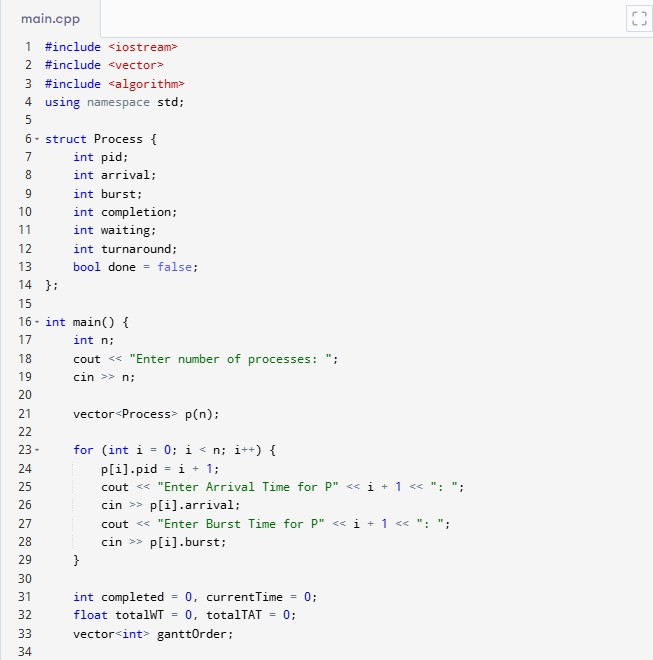 main.cpp
1 #include <iostream>
2 #include <vector>
3 #include <algorithm>
4 using namespace std;
5
6 struct Process {
7     int pid;
8     int arrival;
9     int burst;
10     int completion;
11     int waiting;
12     int turnaround;
13     bool done = false;
14 };
15
16 int main() {
17     int n;
18     cout << "Enter number of processes: ";
19     cin >> n;
20
21     vector<Process> p(n);
22
23     for (int i = 0; i < n; i++) {
24         p[i].pid = i + 1;
25         cout << "Enter Arrival Time for P" << i + 1 << ": ";
26         cin >> p[i].arrival;
27         cout << "Enter Burst Time for P" << i + 1 << ": ";
28         cin >> p[i].burst;
29     }
30
31     int completed = 0, currentTime = 0;
32     float totalWT = 0, totalTAT = 0;
33     vector<int> ganttOrder;
34